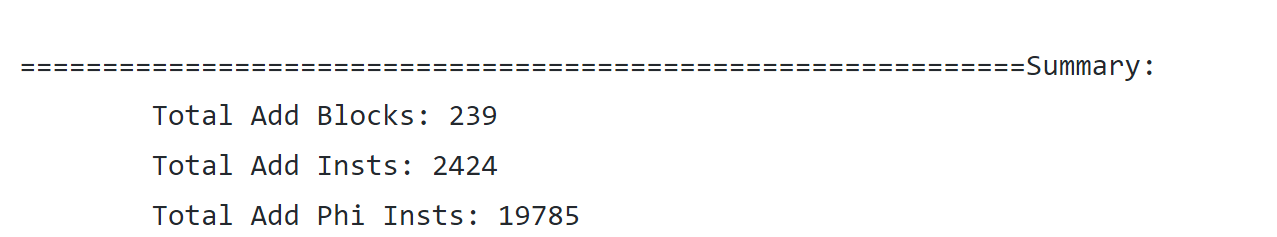 =============================================================Summary:
Total Add Blocks: 239
Total Add Insts: 2424
Total Add Phi Insts: 19785